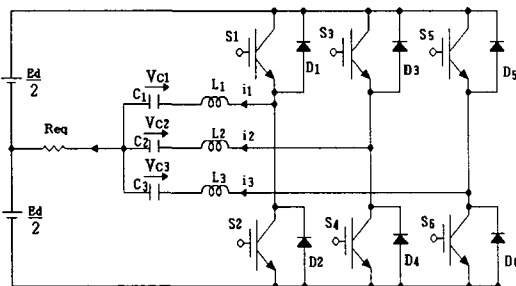 S1
S3
S5
D1
D3
D5
Ed
2
VC1
C1
L1
i1
Req
VC2
C2
L2
i2
VC3
C3
L3
i3
Ed
2
S2
S4
S6
D2
D4